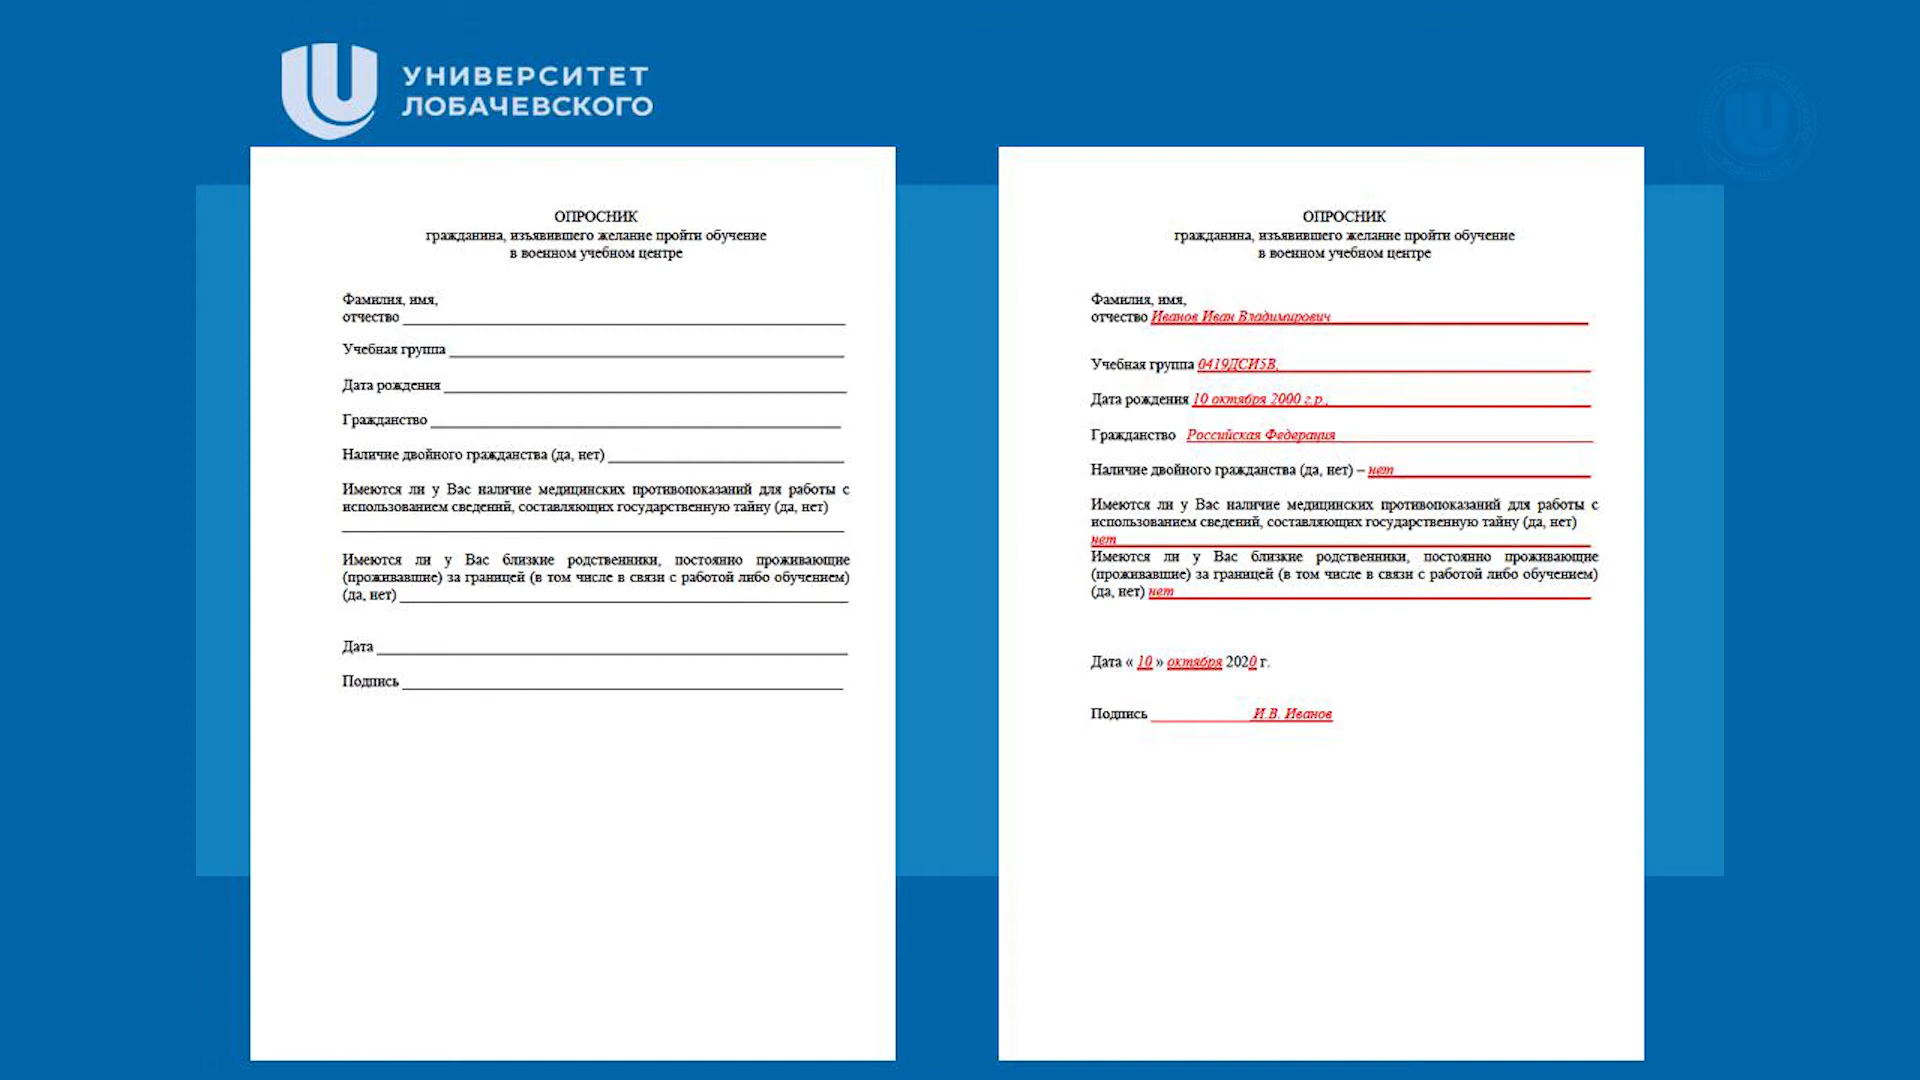 УНИВЕРСИТЕТ
ЛОБАЧЕВСКОГО
ОПРОСНИК
гражданина, изъявившего желание пройти обучение
в военном учебном центре
Фамилия, имя,
отчество
Учебная группа
Дата рождения
Гражданство
Наличие двойного гражданства (да, нет)
Имеются ли у Вас наличие медицинских противопоказаний для работы с
использованием сведений, составляющих государственную тайну (да, нет)
Имеются ли у Вас близкие родственники, постоянно проживающие
(проживавшие) за границей (в том числе в связи с работой либо обучением)
(да, нет)
Дата
Подпись
ОПРОСНИК
гражданина, изъявившего желание пройти обучение
в военном учебном центре
Фамилия, имя,
отчество Иванов Иван Владимирович
Учебная группа 0419ДСИ5В,
Дата рождения 10 октября 2000 г.р.,
Гражданство Российская Федерация
Наличие двойного гражданства (да, нет) – нет
Имеются ли у Вас наличие медицинских противопоказаний для работы с
использованием сведений, составляющих государственную тайну (да, нет)
нет
Имеются ли у Вас близкие родственники, постоянно проживающие
(проживавшие) за границей (в том числе в связи с работой либо обучением)
(да, нет) нет
Дата « 10 » октября 2020 г.
Подпись И.В. Иванов